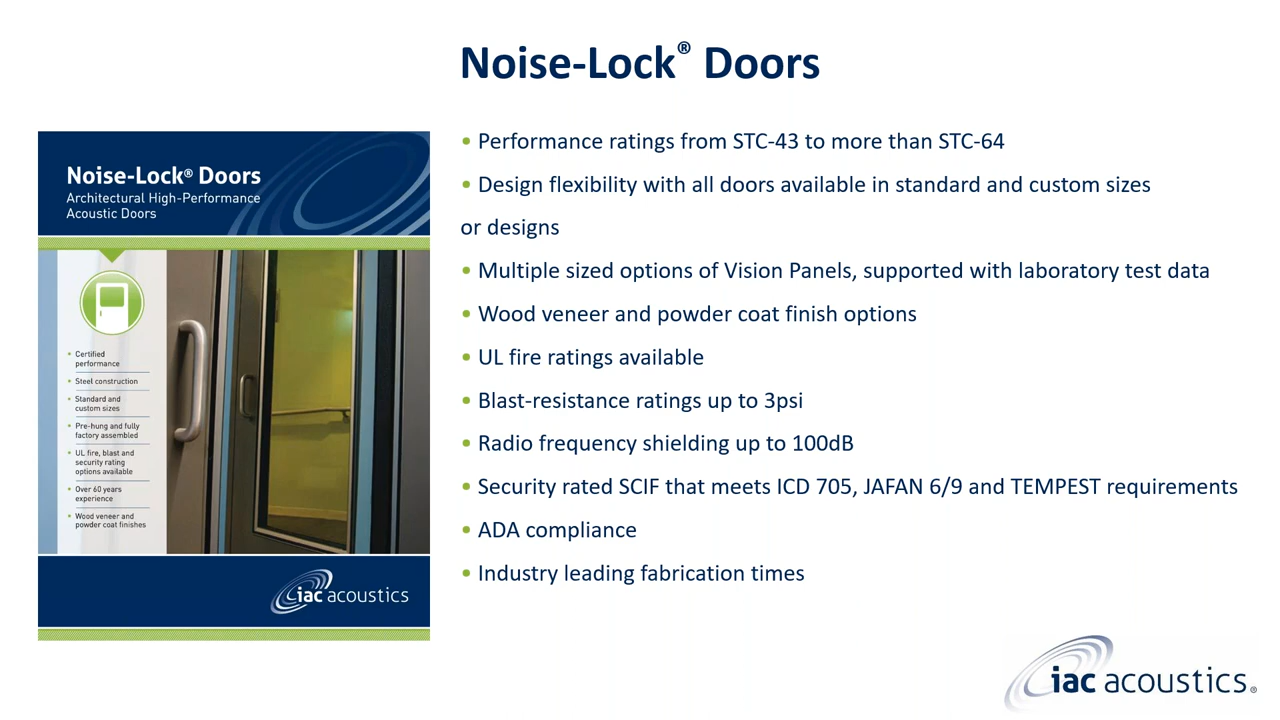 Noise-Lock® Doors
Noise-Lock® Doors
Architectural High-Performance
Acoustic Doors
• Certified
performance
• Steel construction
• Standard and
custom sizes
• Pre-hung and fully
factory assembled
• UL fire, blast and
security rating
options available
• Over 60 years
experience
• Wood veneer and
powder coat finishes
iac acoustics
• Performance ratings from STC-43 to more than STC-64
• Design flexibility with all doors available in standard and custom sizes
or designs
• Multiple sized options of Vision Panels, supported with laboratory test data
• Wood veneer and powder coat finish options
• UL fire ratings available
• Blast-resistance ratings up to 3psi
• Radio frequency shielding up to 100dB
• Security rated SCIF that meets ICD 705, JAFAN 6/9 and TEMPEST requirements
• ADA compliance
• Industry leading fabrication times
iac acoustics®